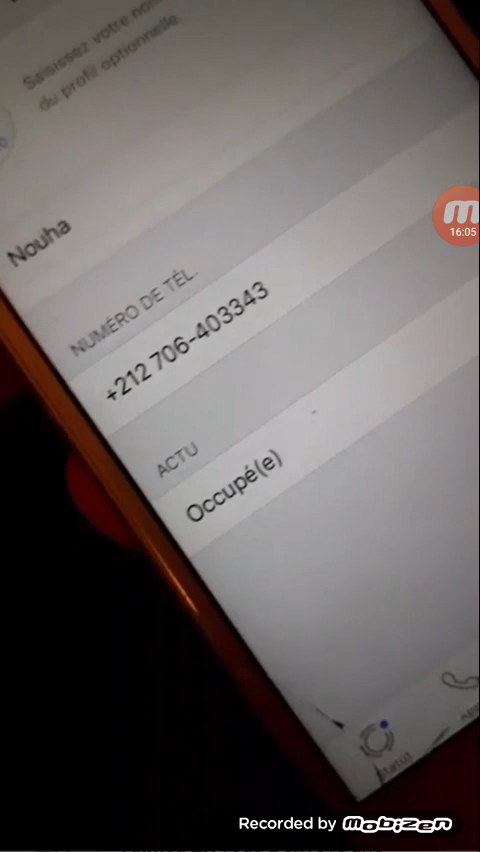 Saisissez votre nom
du profil optionnelle.
Nouha
NUMÉRO DE TÉL.
+212 706-403343
ACTU
Occupé(e)
16:05
Statut
Recorded by mobizen